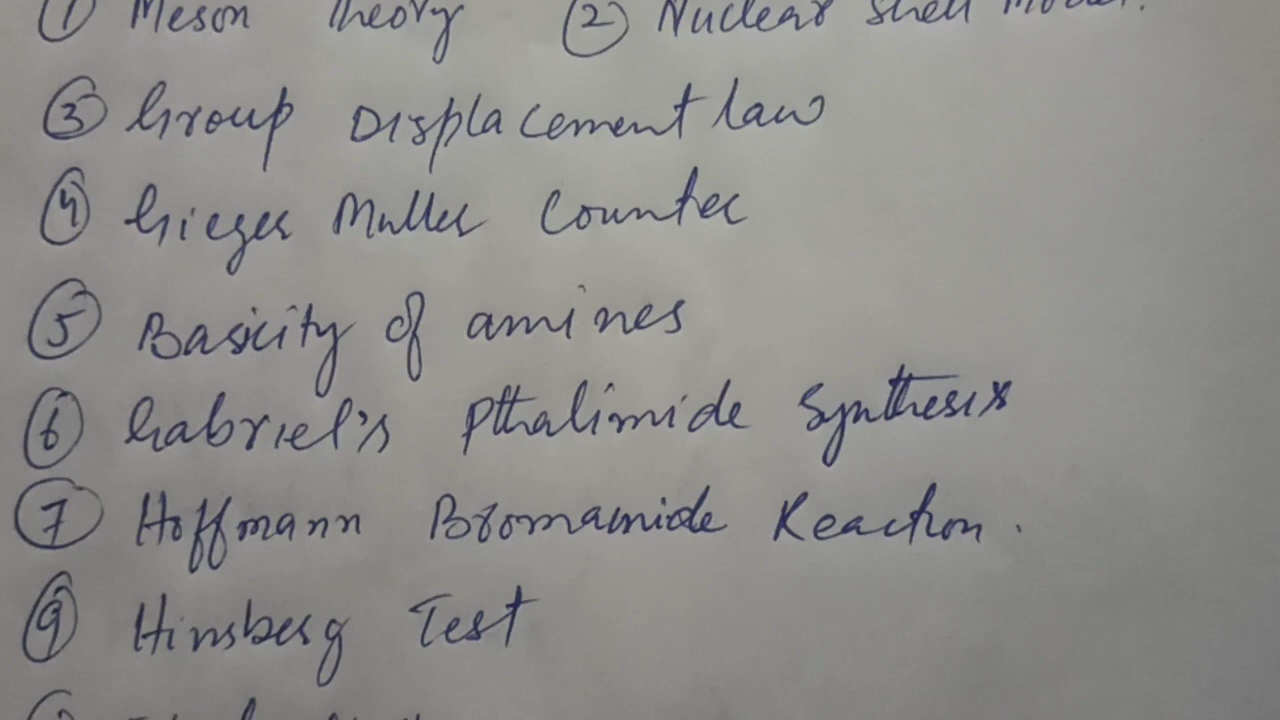 ① Meson Theory ② Nuclear Shell Model.
③ Group Displacement law
④ Gieger Muller Counter
⑤ Basicity of amines
⑥ Gabriel's Pthalimide Synthesis
⑦ Hoffmann Bromamide Reaction.
⑨ Hinsberg Test